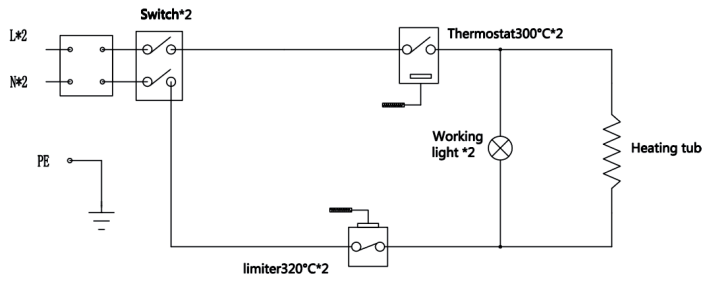 Switch*2
L*2
Thermostat300°C*2
N*2
Working
light *2
Heating tub
PE
limiter320°C*2